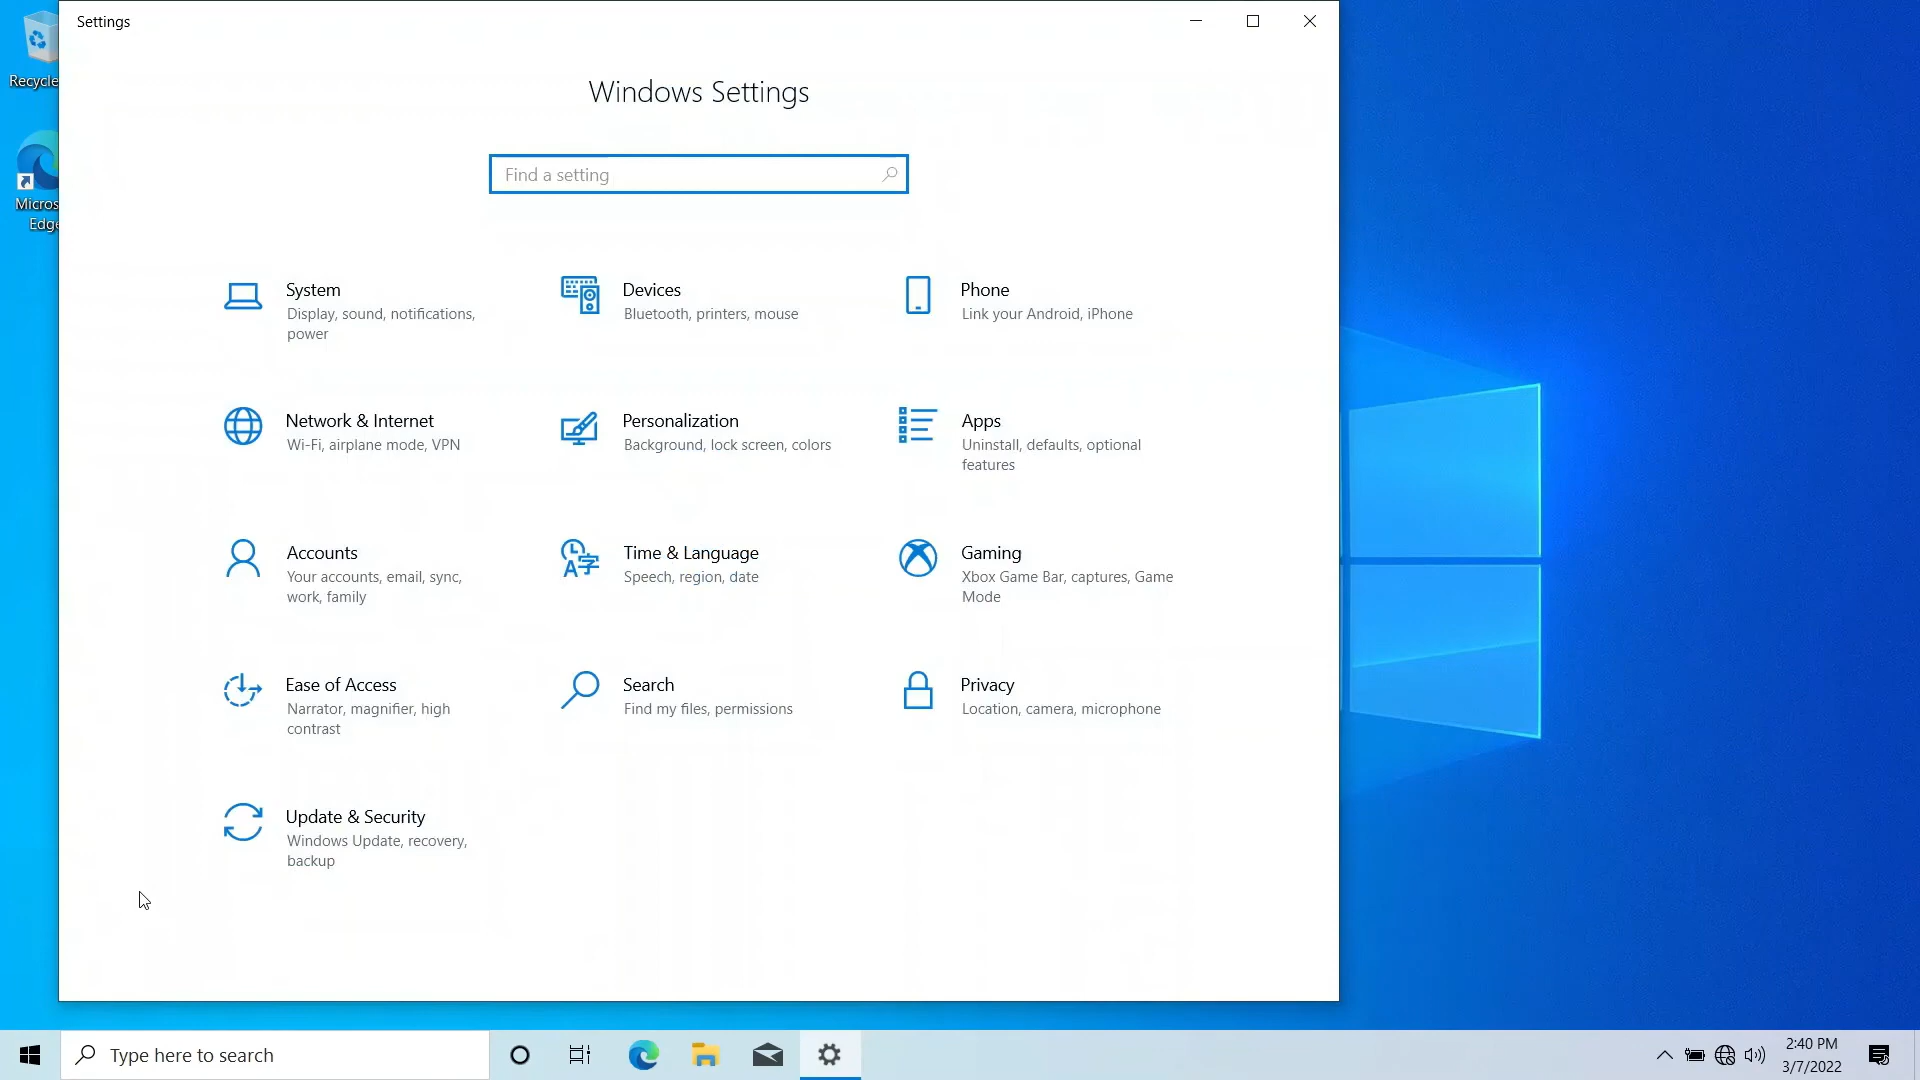 Settings
Recycle
Micros
Edge
Windows Settings
Find a setting
System
Display, sound, notifications,
power
Devices
Bluetooth, printers, mouse
Phone
Link your Android, iPhone
Network & Internet
Wi-Fi, airplane mode, VPN
Personalization
Background, lock screen, colors
Apps
Uninstall, defaults, optional
features
Accounts
Your accounts, email, sync,
work, family
Time & Language
Speech, region, date
Gaming
Xbox Game Bar, captures, Game
Mode
Ease of Access
Narrator, magnifier, high
contrast
Search
Find my files, permissions
Privacy
Location, camera, microphone
Update & Security
Windows Update, recovery,
backup
Type here to search
2:40 PM
3/7/2022